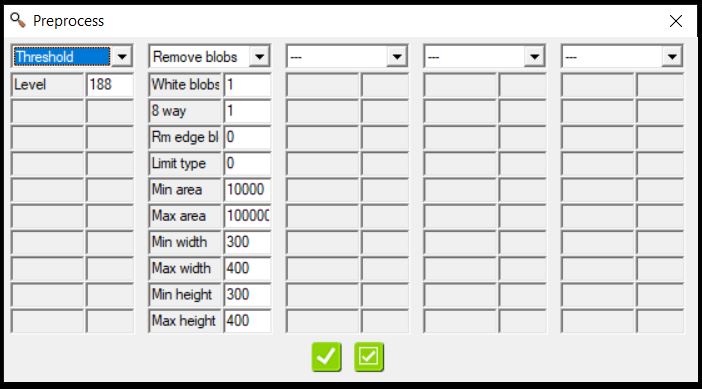 Preprocess
Threshold Remove blobs --- --- ---
Level 188 White blobs 1
8 way 1
Rm edge bl 0
Limit type 0
Min area 10000
Max area 100000
Min width 300
Max width 400
Min height 300
Max height 400